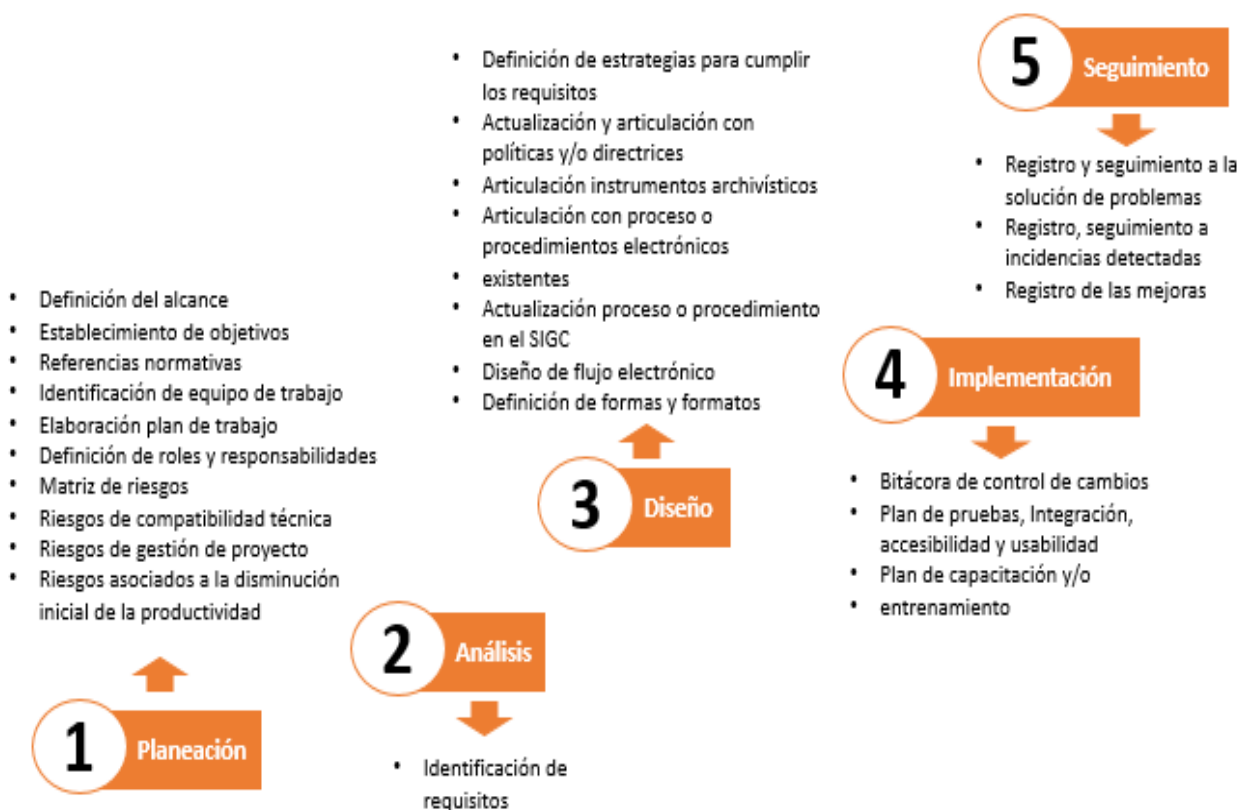 1 Planeación
• Definición del alcance
• Establecimiento de objetivos
• Referencias normativas
• Identificación de equipo de trabajo
• Elaboración plan de trabajo
• Definición de roles y responsabilidades
• Matriz de riesgos
• Riesgos de compatibilidad técnica
• Riesgos de gestión de proyecto
• Riesgos asociados a la disminución
inicial de la productividad
2 Análisis
• Identificación de
requisitos
3 Diseño
• Definición de estrategias para cumplir
los requisitos
• Actualización y articulación con
políticas y/o directrices
• Articulación instrumentos archivísticos
• Articulación con proceso o
procedimientos electrónicos
• existentes
• Actualización proceso o procedimiento
en el SIGC
• Diseño de flujo electrónico
• Definición de formas y formatos
4 Implementación
• Bitácora de control de cambios
• Plan de pruebas, Integración,
accesibilidad y usabilidad
• Plan de capacitación y/o
• entrenamiento
5 Seguimiento
• Registro y seguimiento a la
solución de problemas
• Registro, seguimiento a
incidencias detectadas
• Registro de las mejoras